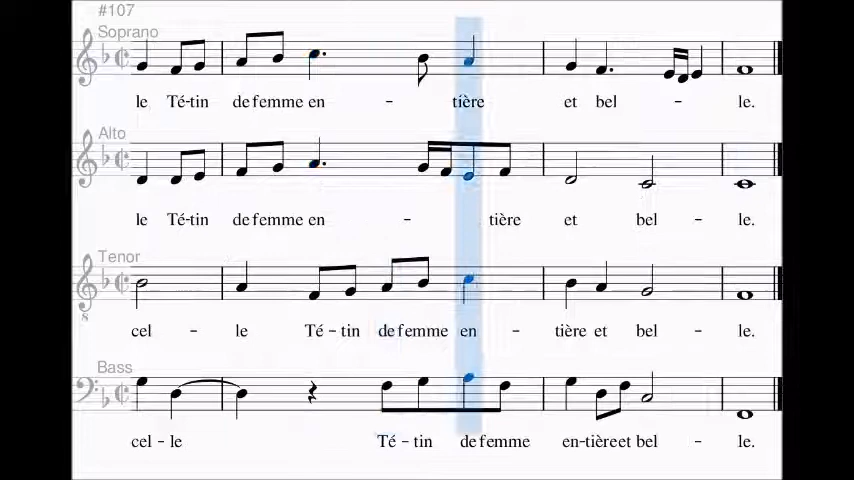 #107
Soprano
le Té-tin de femme en - tière et bel - le.
Alto
le Té-tin de femme en - tière et bel - le.
Tenor
8
cel - le Té - tin de femme en - tière et bel - le.
Bass
cel - le Té - tin de femme en-tière et bel - le.